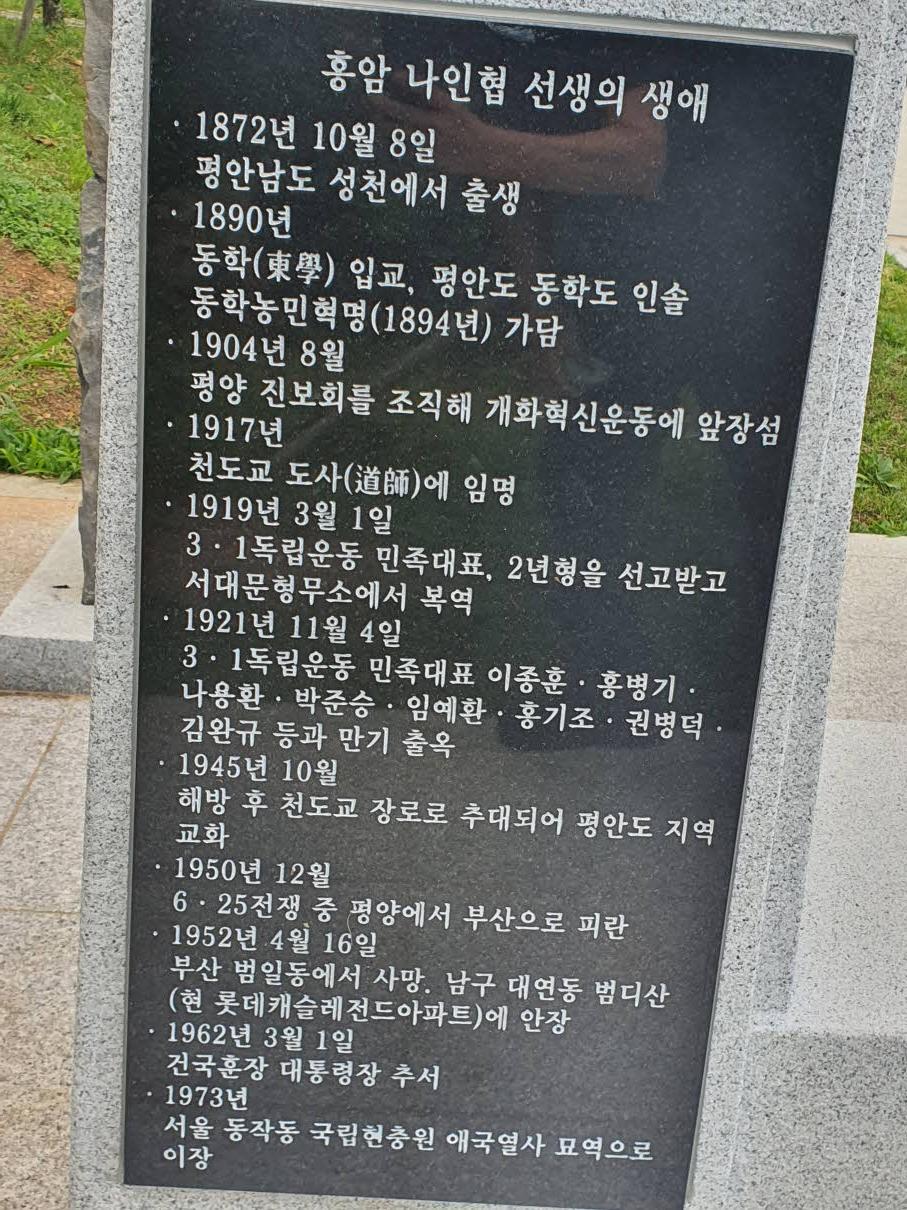 홍암 나인협 선생의 생애
· 1872년 10월 8일
평안남도 성천에서 출생
· 1890년
동학(東學) 입교, 평안도 동학도 인솔
동학농민혁명(1894년) 가담
· 1904년 8월
평양 진보회를 조직해 개화혁신운동에 앞장섬
· 1917년
천도교 도사(道師)에 임명
· 1919년 3월 1일
3 · 1독립운동 민족대표, 2년형을 선고받고
서대문형무소에서 복역
· 1921년 11월 4일
3 · 1독립운동 민족대표 이종훈 · 홍병기 ·
나용환 · 박준승 · 임예환 · 홍기조 · 권병덕 ·
김완규 등과 만기 출옥
· 1945년 10월
해방 후 천도교 장로로 추대되어 평안도 지역
교화
· 1950년 12월
6 · 25전쟁 중 평양에서 부산으로 피란
· 1952년 4월 16일
부산 범일동에서 사망. 남구 대연동 범디산
(현 롯데캐슬레전드아파트)에 안장
· 1962년 3월 1일
건국훈장 대통령장 추서
· 1973년
서울 동작동 국립현충원 애국열사 묘역으로
이장